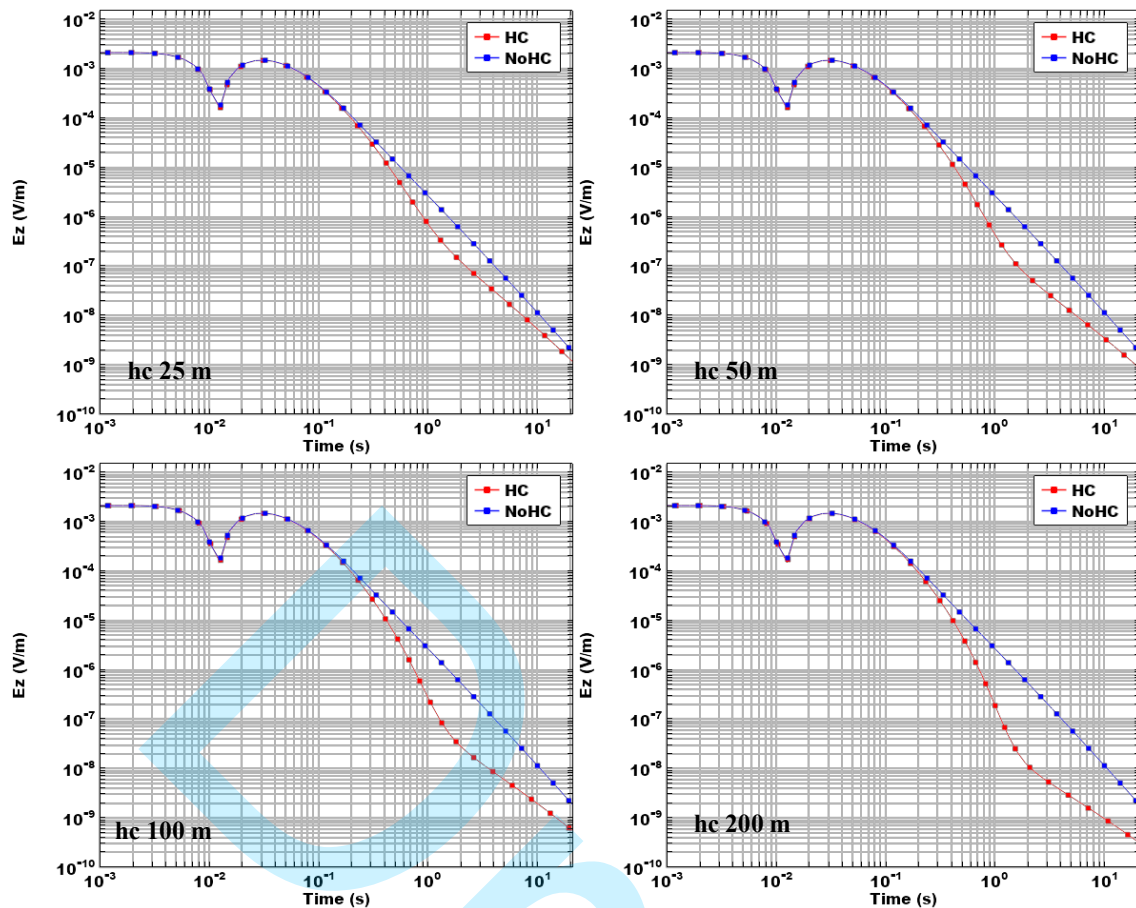 10⁻²
10⁻³
10⁻⁴
10⁻⁵
10⁻⁶
10⁻⁷
10⁻⁸
10⁻⁹
10⁻¹⁰
Ez (V/m)
HC
NoHC
hc 25 m
10⁻³ 10⁻² 10⁻¹ 10⁰ 10¹
Time (s)
10⁻²
10⁻³
10⁻⁴
10⁻⁵
10⁻⁶
10⁻⁷
10⁻⁸
10⁻⁹
10⁻¹⁰
Ez (V/m)
HC
NoHC
hc 50 m
10⁻³ 10⁻² 10⁻¹ 10⁰ 10¹
Time (s)
10⁻²
10⁻³
10⁻⁴
10⁻⁵
10⁻⁶
10⁻⁷
10⁻⁸
10⁻⁹
10⁻¹⁰
Ez (V/m)
HC
NoHC
hc 100 m
10⁻³ 10⁻² 10⁻¹ 10⁰ 10¹
Time (s)
10⁻²
10⁻³
10⁻⁴
10⁻⁵
10⁻⁶
10⁻⁷
10⁻⁸
10⁻⁹
10⁻¹⁰
Ez (V/m)
HC
NoHC
hc 200 m
10⁻³ 10⁻² 10⁻¹ 10⁰ 10¹
Time (s)